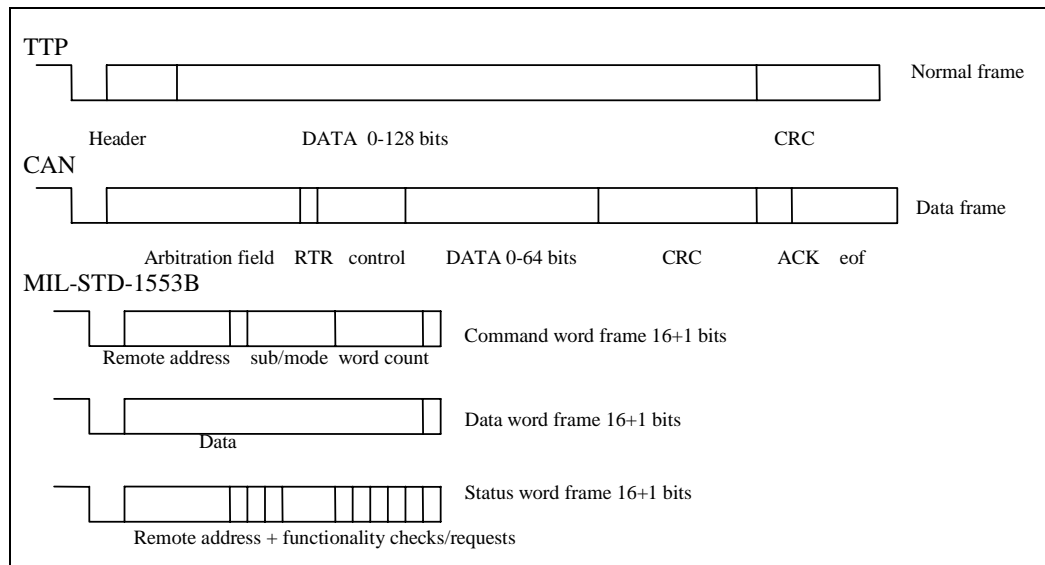 TTP
Normal frame
Header DATA 0-128 bits CRC
CAN
Data frame
Arbitration field RTR control DATA 0-64 bits CRC ACK eof
MIL-STD-1553B
Command word frame 16+1 bits
Remote address sub/mode word count
Data word frame 16+1 bits
Data
Status word frame 16+1 bits
Remote address + functionality checks/requests